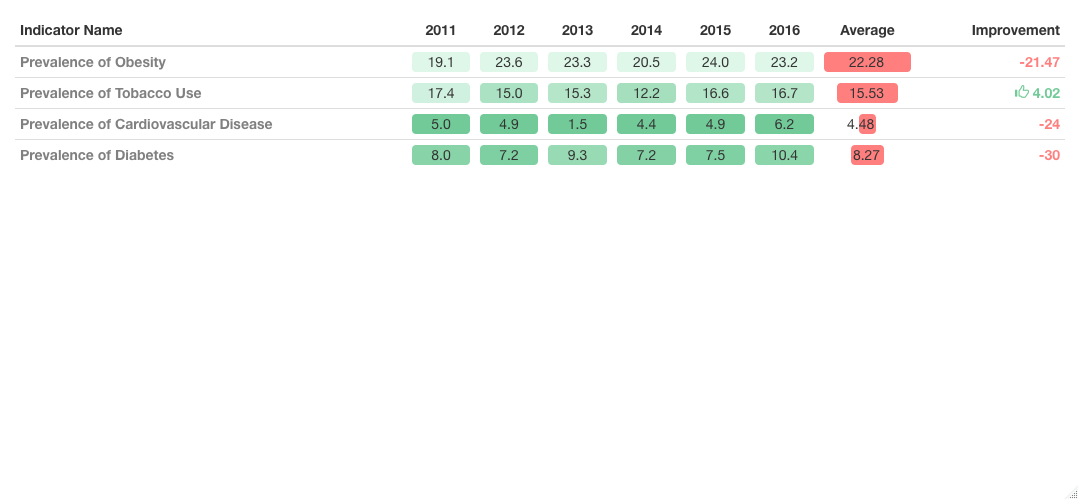 Indicator Name 2011 2012 2013 2014 2015 2016 Average Improvement
Prevalence of Obesity 19.1 23.6 23.3 20.5 24.0 23.2 22.28 -21.47
Prevalence of Tobacco Use 17.4 15.0 15.3 12.2 16.6 16.7 15.53 4.02
Prevalence of Cardiovascular Disease 5.0 4.9 1.5 4.4 4.9 6.2 4.48 -24
Prevalence of Diabetes 8.0 7.2 9.3 7.2 7.5 10.4 8.27 -30